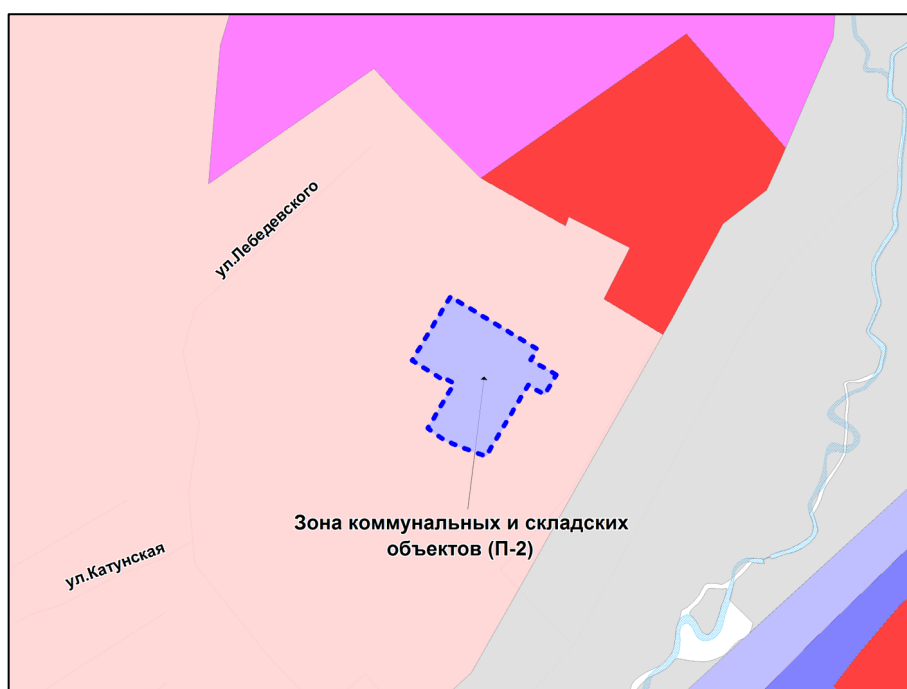 ул.Лебедевского
Зона коммунальных и складских
объектов (П-2)
ул.Катунская